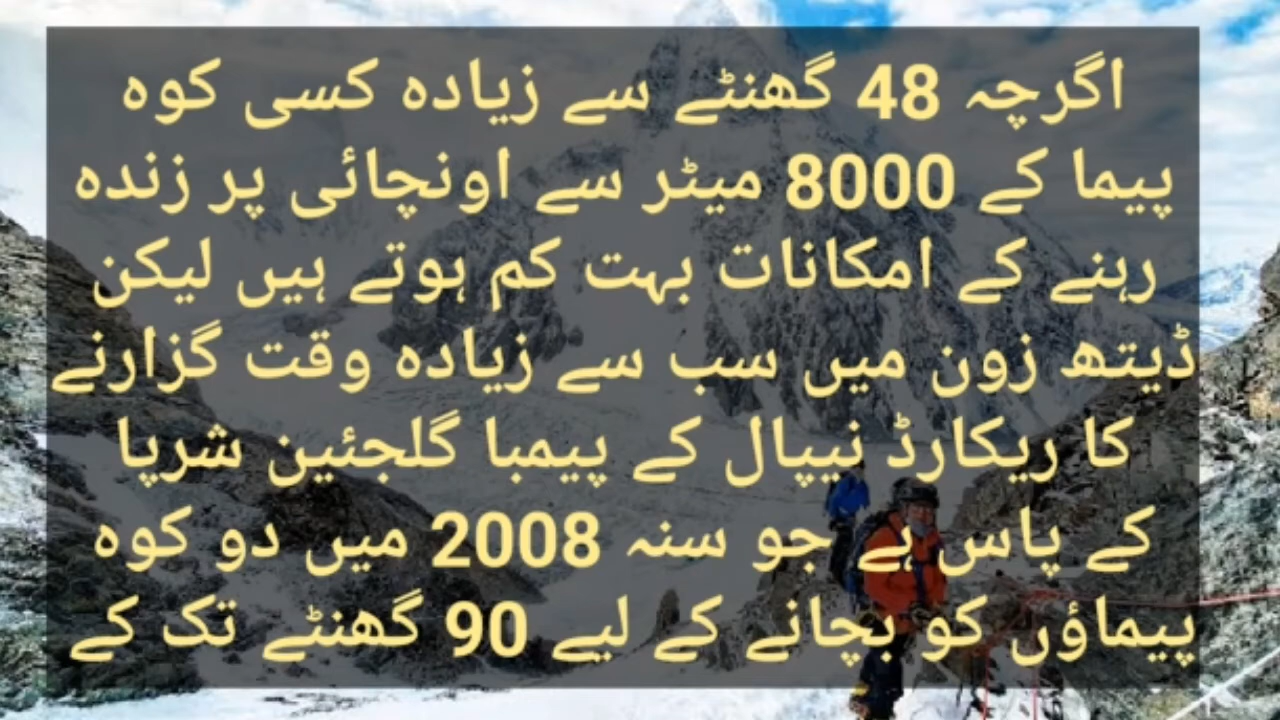 اگرچہ 48 گھنٹے سے زیادہ کسی کوہ
پیما کے 8000 میٹر سے اونچائی پر زندہ
رہنے کے امکانات بہت کم ہوتے ہیں لیکن
ڈیتھ زون میں سب سے زیادہ وقت گزارنے
کا ریکارڈ نیپال کے پیمبا گلجئین شرپا
کے پاس ہے جو سنہ 2008 میں دو کوہ
پیماؤں کو بچانے کے لیے 90 گھنٹے تک کے